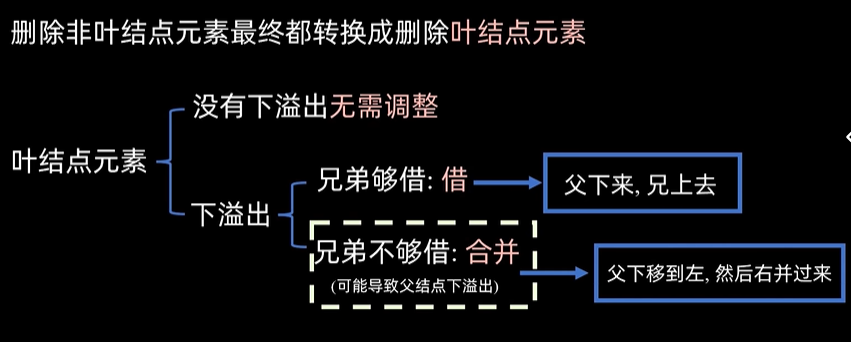 删除非叶结点元素最终都转换成删除叶结点元素
没有下溢出无需调整
叶结点元素
兄弟够借: 借
父下来, 兄上去
下溢出
兄弟不够借: 合并
(可能导致父结点下溢出)
父下移到左, 然后右并过来